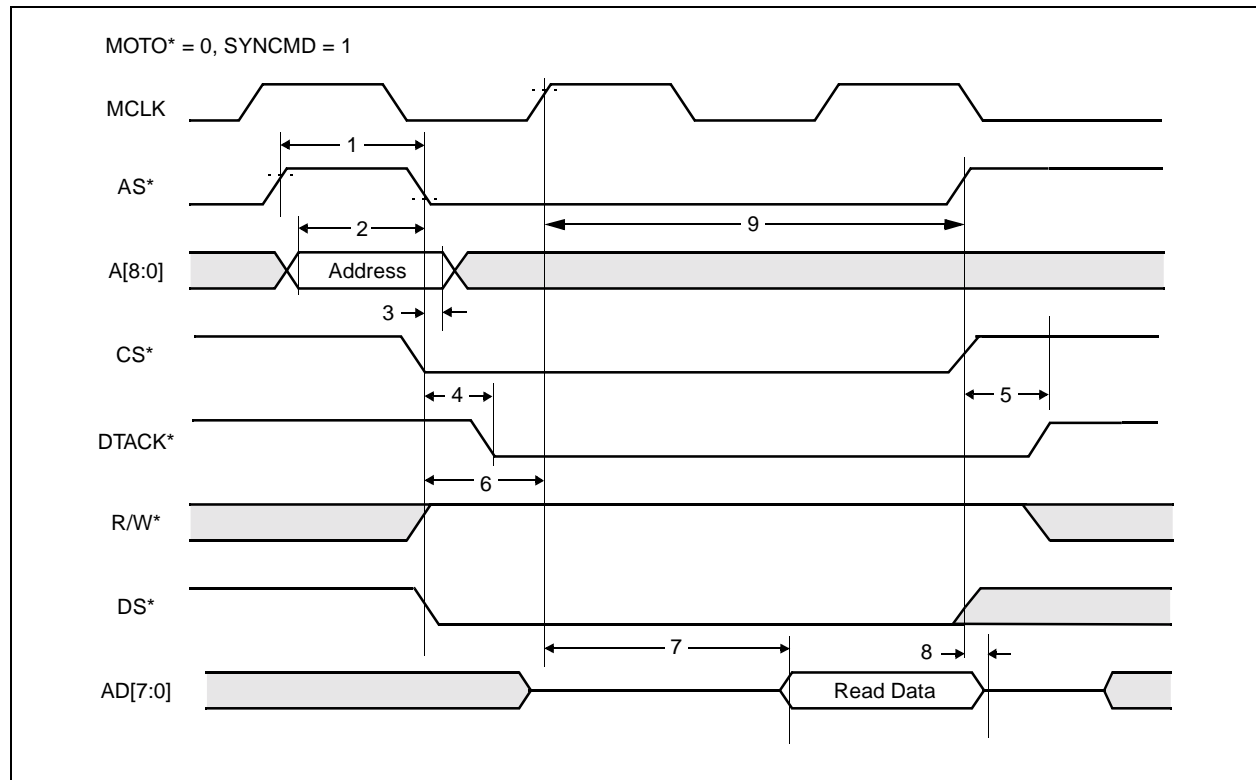 MOTO* = 0, SYNCMD = 1
MCLK
1
AS*
2
9
A[8:0]
Address
3
CS*
4
5
DTACK*
6
R/W*
DS*
7
8
AD[7:0]
Read Data